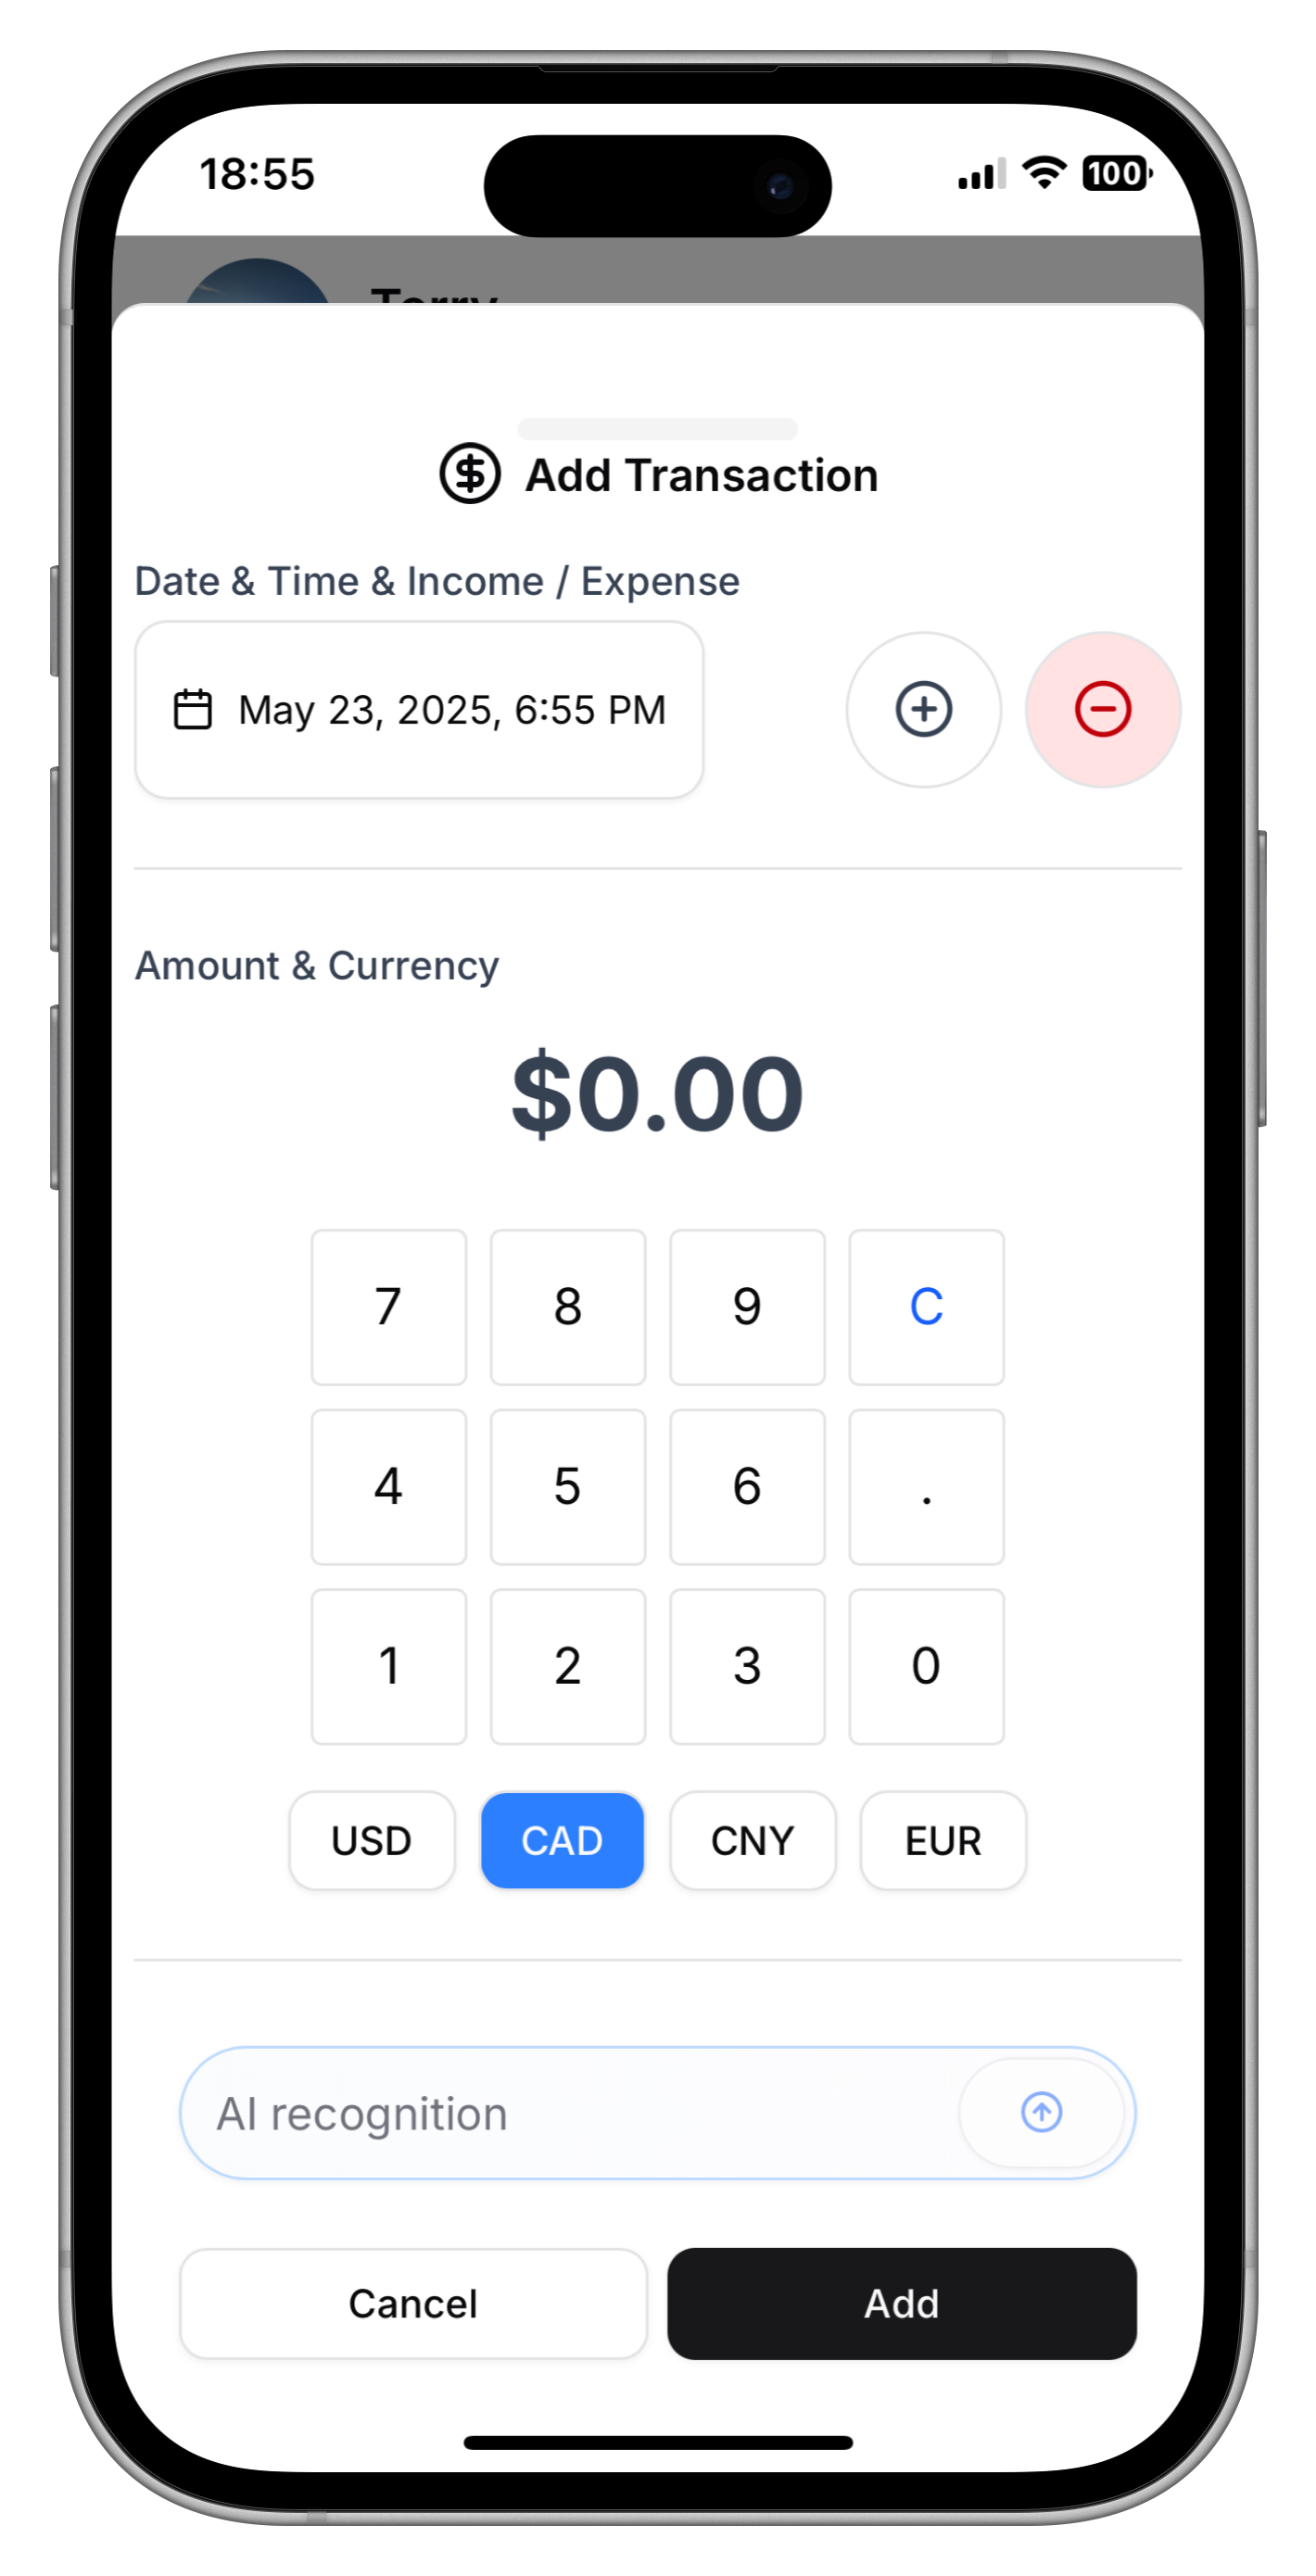 18:55
100
Terry
Add Transaction
Date & Time & Income / Expense
May 23, 2025, 6:55 PM
Amount & Currency
$0.00
7 8 9 C
4 5 6 .
1 2 3 0
USD CAD CNY EUR
AI recognition
Cancel Add